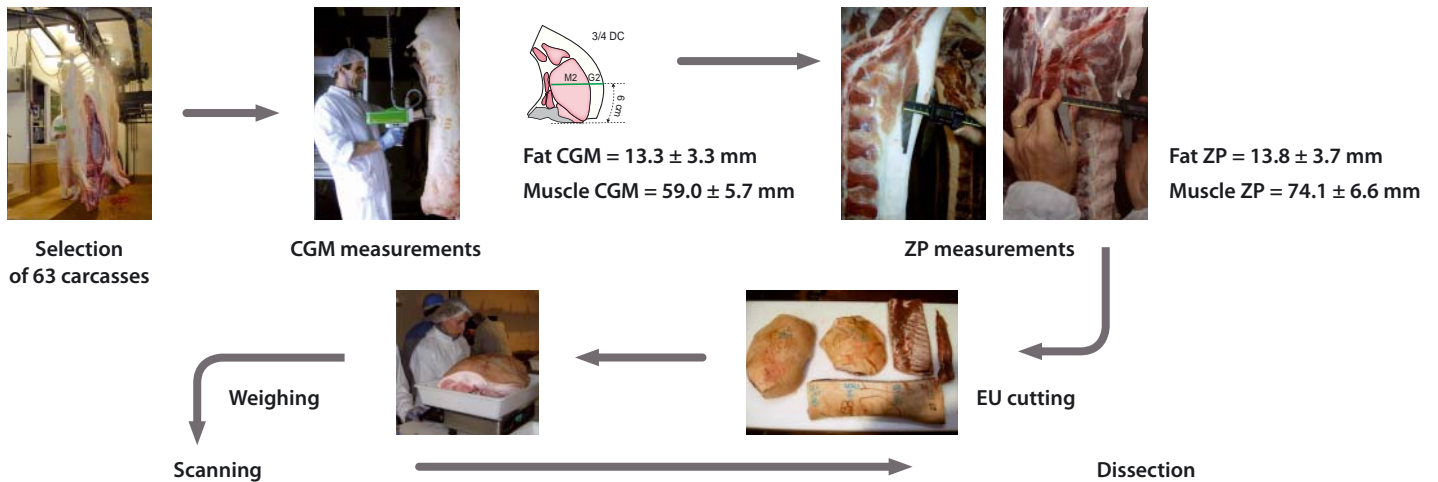 3/4 DC
M2 G2
6 cm
Fat CGM = 13.3 ± 3.3 mm
Muscle CGM = 59.0 ± 5.7 mm
Fat ZP = 13.8 ± 3.7 mm
Muscle ZP = 74.1 ± 6.6 mm
Selection
of 63 carcasses
CGM measurements
ZP measurements
Weighing
EU cutting
Scanning
Dissection